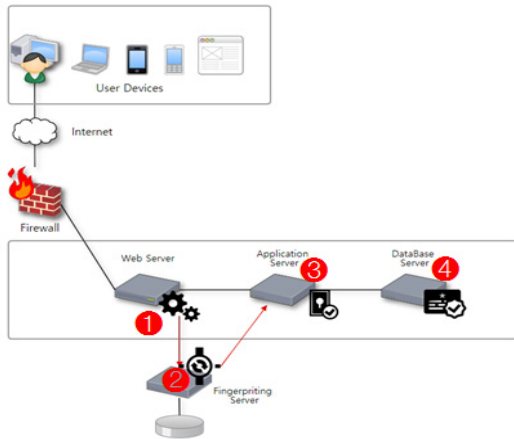 User Devices
Internet
Firewall
Web Server
Application
Server
3
DataBase
Server
4
1
2
Fingerpriting
Server